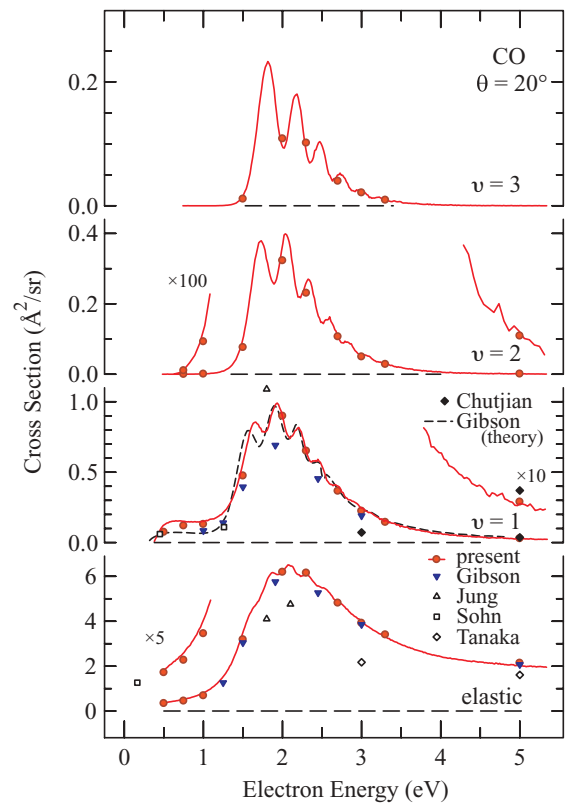 CO
θ = 20°
0.2
υ = 3
0.0
0.4
×100
0.2
υ = 2
0.0
Cross Section (Å²/sr)
1.0
Chutjian
Gibson
(theory)
0.5
×10
υ = 1
0.0
6
present
Gibson
4
×5
Jung
Sohn
2
Tanaka
elastic
0
0 1 2 3 4 5
Electron Energy (eV)